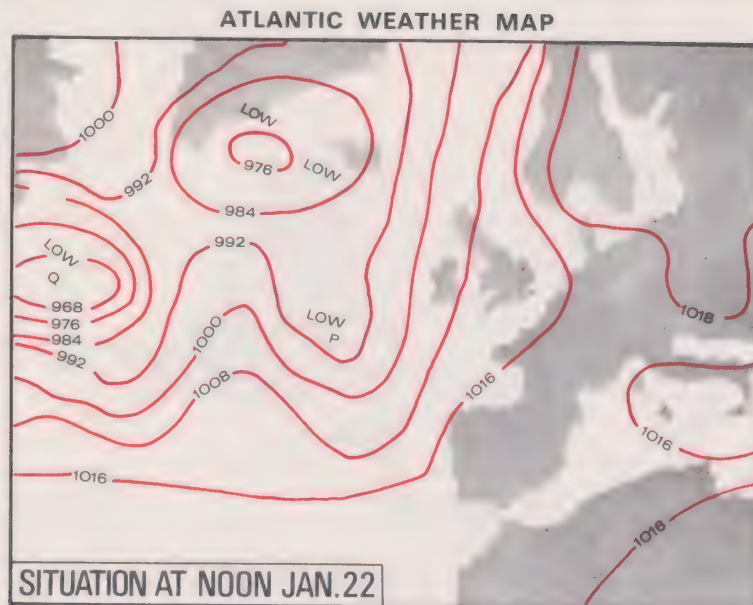 ATLANTIC WEATHER MAP
1000
LOW
976
LOW
992
984
992
LOW
Q
968
976
984
992
LOW
P
1000
1008
1016
1018
1016
1016
1016
SITUATION AT NOON JAN.22